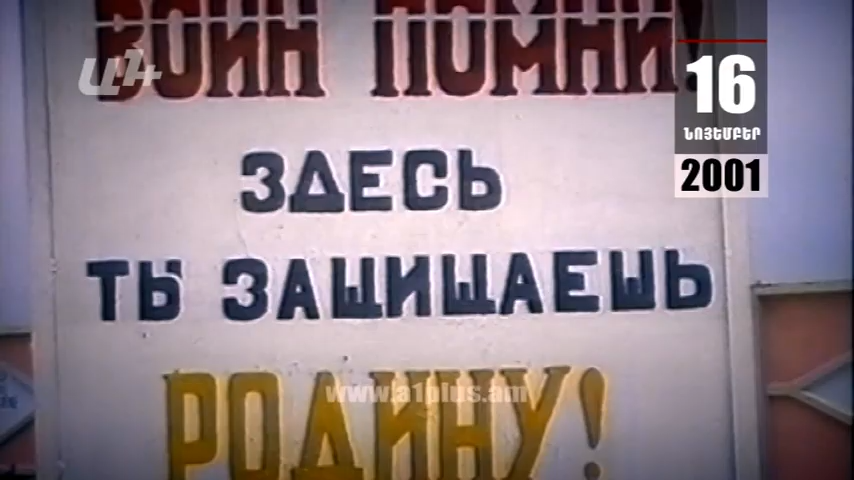 ВОИН ПОМНИ!
Ա1+
16
ՆՈՅԵՄԲԵՐ
2001
ЗДЕСЬ
ТЫ ЗАЩИЩАЕШЬ
РОДИНУ!
www.a1plus.am